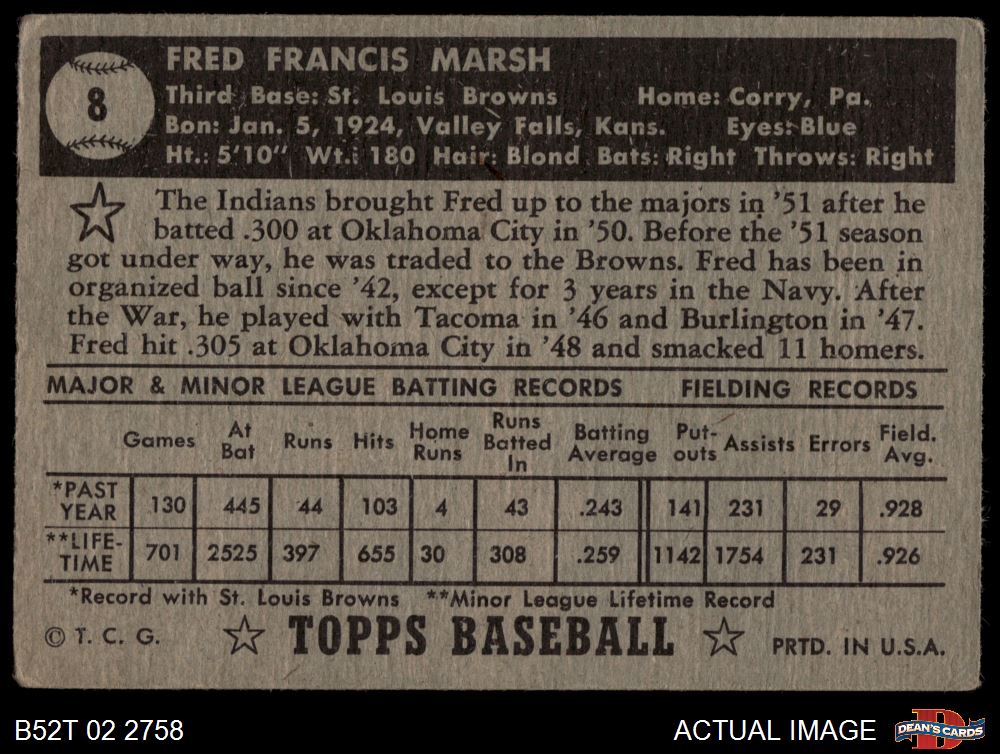 8
FRED FRANCIS MARSH
Third Base: St. Louis Browns Home: Corry, Pa.
Bon: Jan. 5, 1924, Valley Falls, Kans. Eyes: Blue
Ht.: 5'10" Wt.: 180 Hair: Blond Bats: Right Throws: Right
The Indians brought Fred up to the majors in '51 after he
batted .300 at Oklahoma City in '50. Before the '51 season
got under way, he was traded to the Browns. Fred has been in
organized ball since '42, except for 3 years in the Navy. After
the War, he played with Tacoma in '46 and Burlington in '47.
Fred hit .305 at Oklahoma City in '48 and smacked 11 homers.
MAJOR & MINOR LEAGUE BATTING RECORDS FIELDING RECORDS
Games At Bat Runs Hits Home Runs Runs Batted In Batting Average Put-outs Assists Errors Field. Avg.
*PAST YEAR 130 445 44 103 4 43 .243 141 231 29 .928
**LIFE-TIME 701 2525 397 655 30 308 .259 1142 1754 231 .926
*Record with St. Louis Browns **Minor League Lifetime Record
© T. C. G. TOPPS BASEBALL PRTD. IN U.S.A.
B52T 02 2758 ACTUAL IMAGE D DEAN'S CARDS